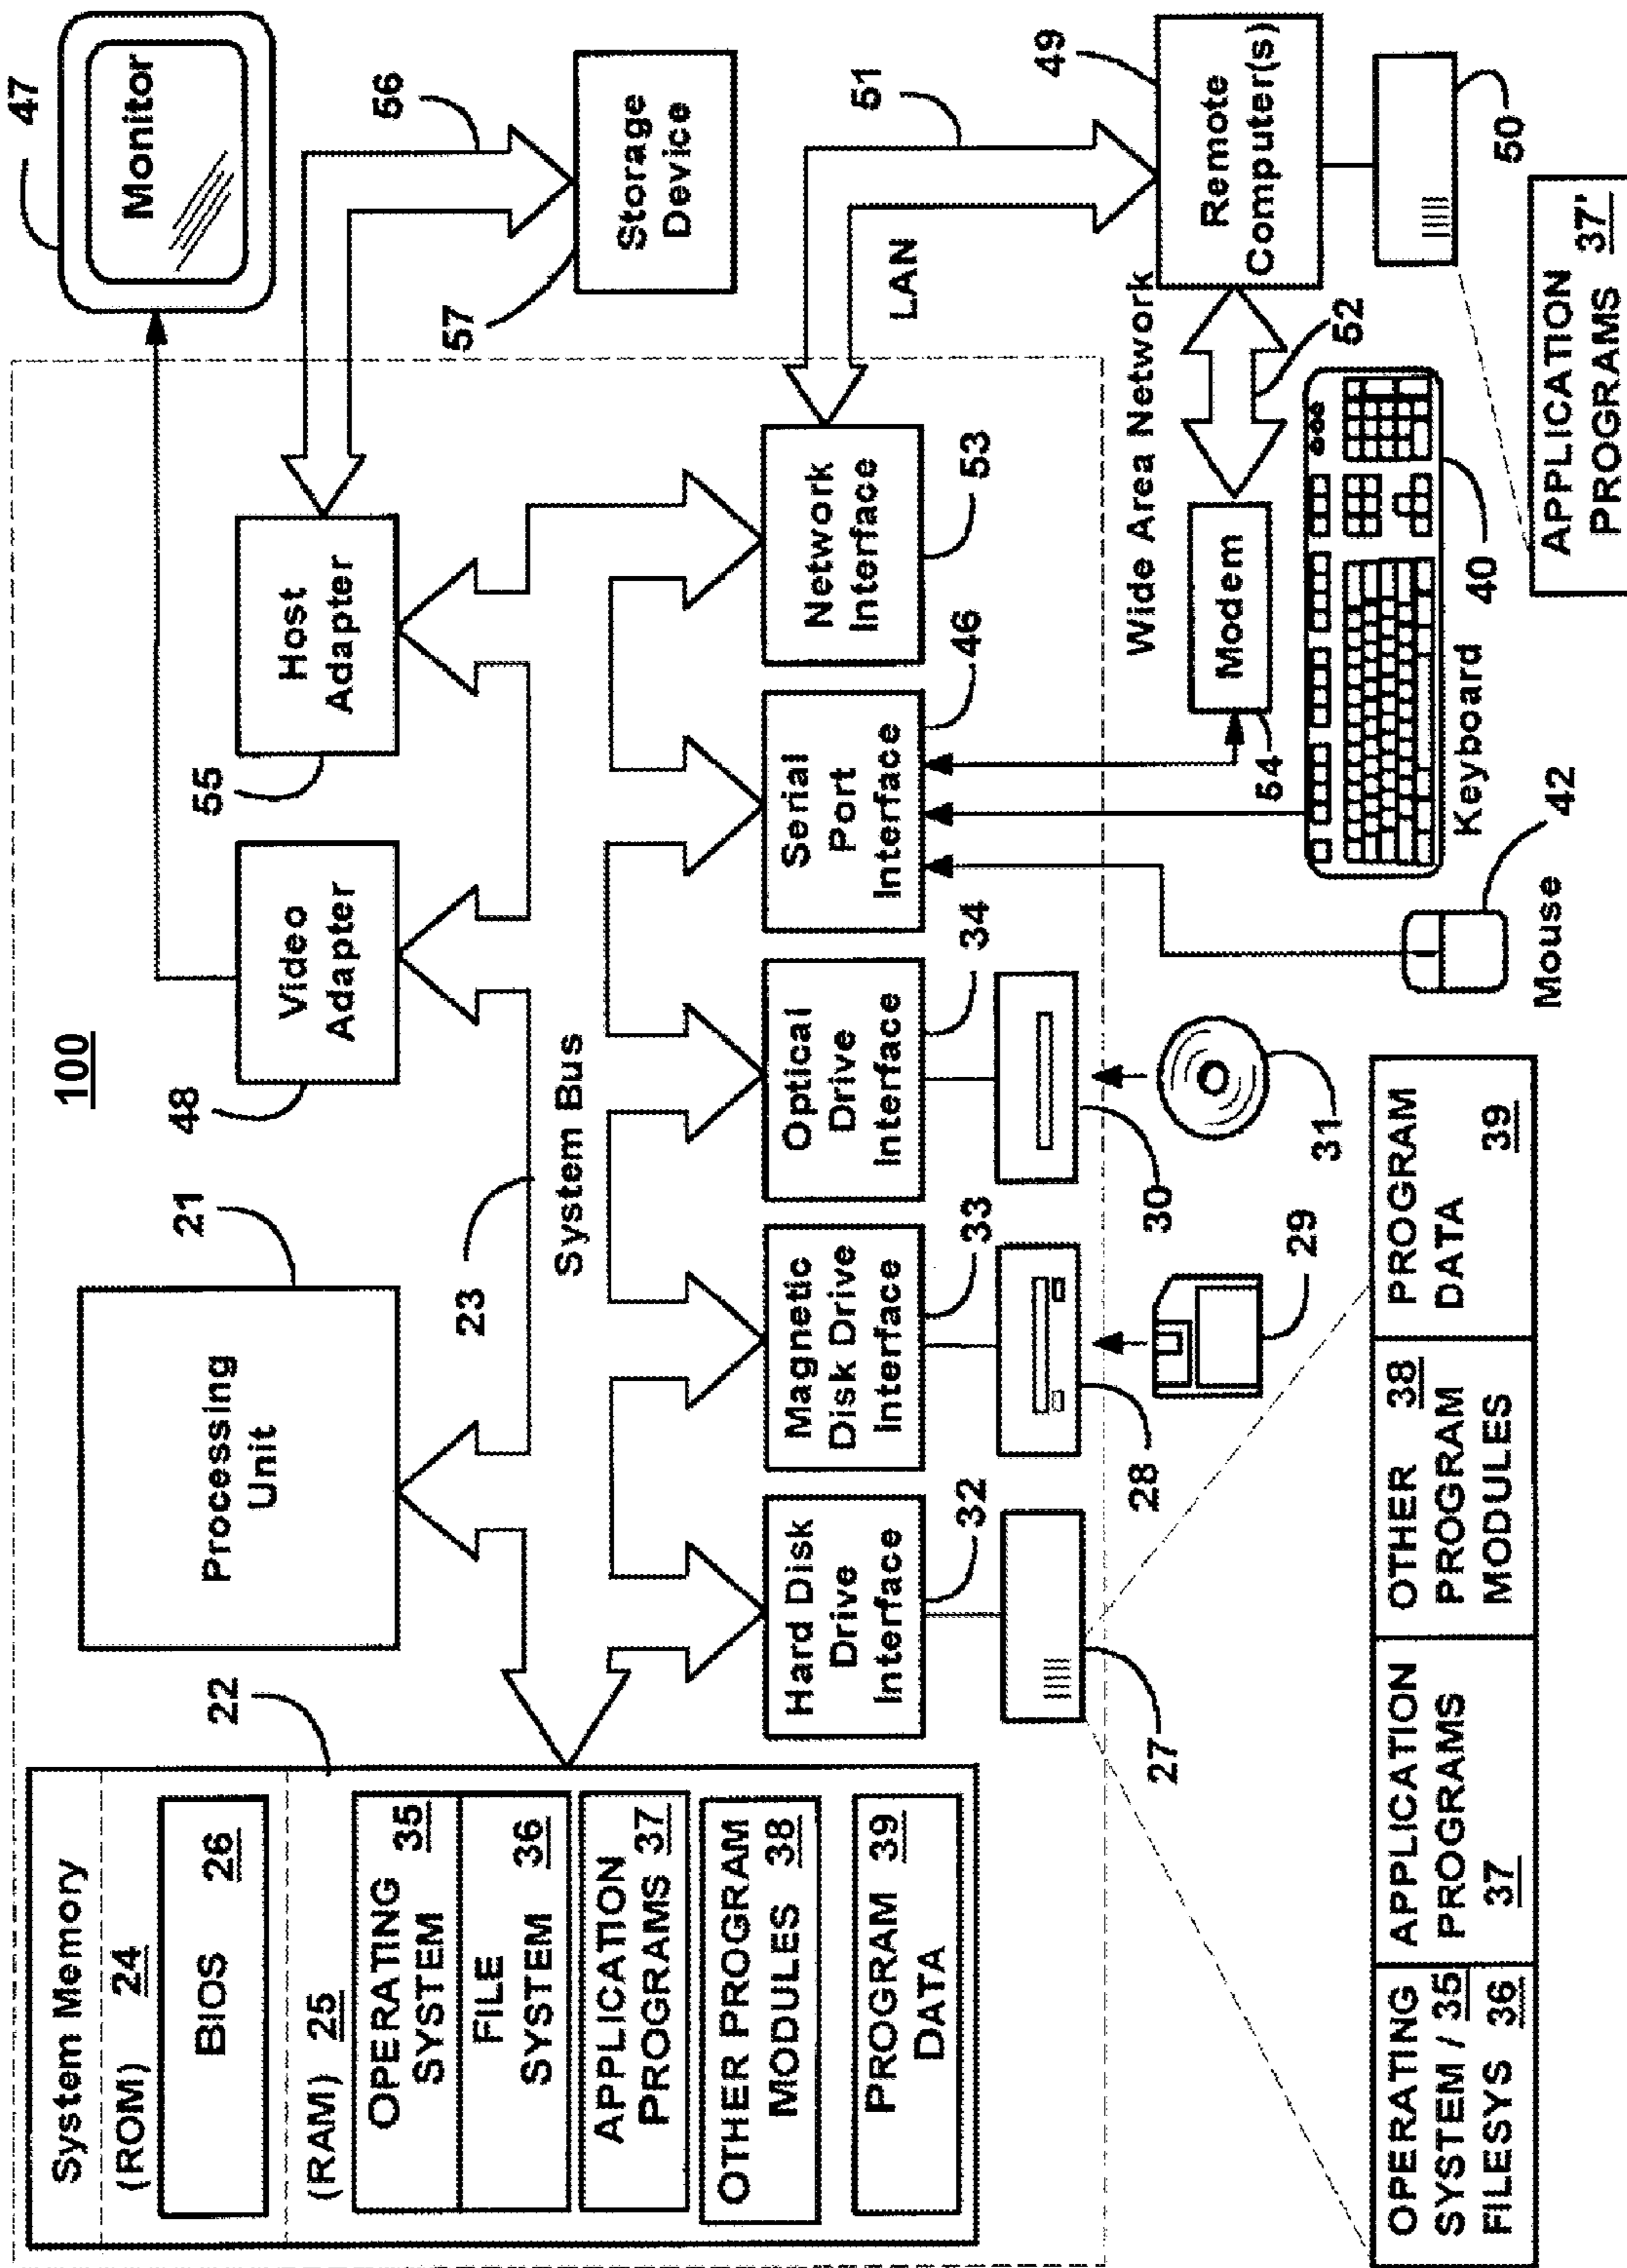 100
System Memory
(ROM) 24
BIOS 26
22
(RAM) 25
OPERATING
SYSTEM 35
FILE
SYSTEM 36
APPLICATION
PROGRAMS 37
OTHER PROGRAM
MODULES 38
PROGRAM 39
DATA
Processing
Unit
21
23
System Bus
48
Video
Adapter
55
Host
Adapter
47
Monitor
56
57
Storage
Device
Hard Disk
Drive
Interface
32
Magnetic
Disk Drive
Interface
33
Optical
Drive
Interface
34
Serial
Port
Interface
46
Network
Interface
53
LAN
51
27
28
29
30
31
Wide Area Network
Modem
54
52
Remote
Computer(s)
49
50
Mouse
42
Keyboard
40
OPERATING
SYSTEM / 35
FILESYS 36
APPLICATION
PROGRAMS
37
OTHER 38
PROGRAM
MODULES
PROGRAM
DATA
39
APPLICATION
PROGRAMS 37'